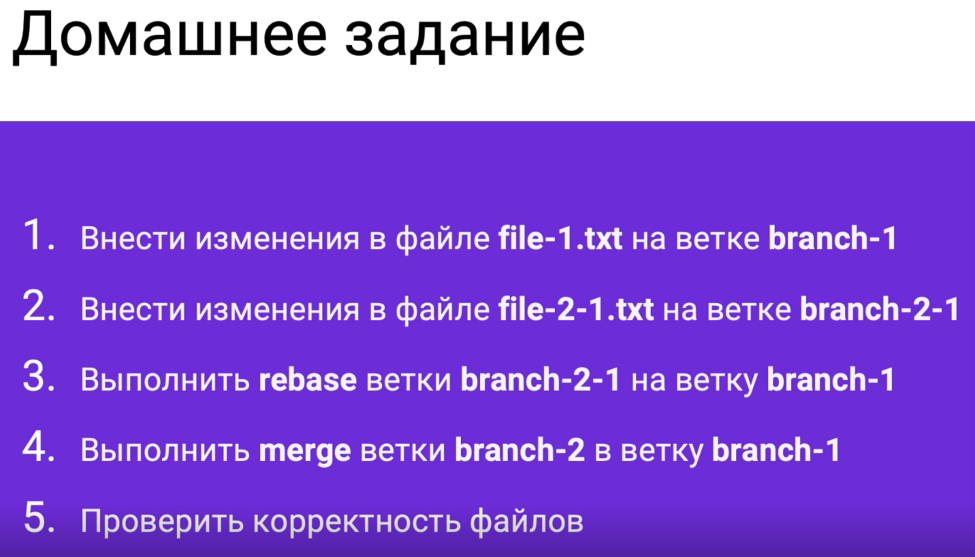 Домашнее задание
1. Внести изменения в файле file-1.txt на ветке branch-1
2. Внести изменения в файле file-2-1.txt на ветке branch-2-1
3. Выполнить rebase ветки branch-2-1 на ветку branch-1
4. Выполнить merge ветки branch-2 в ветку branch-1
5. Проверить корректность файлов